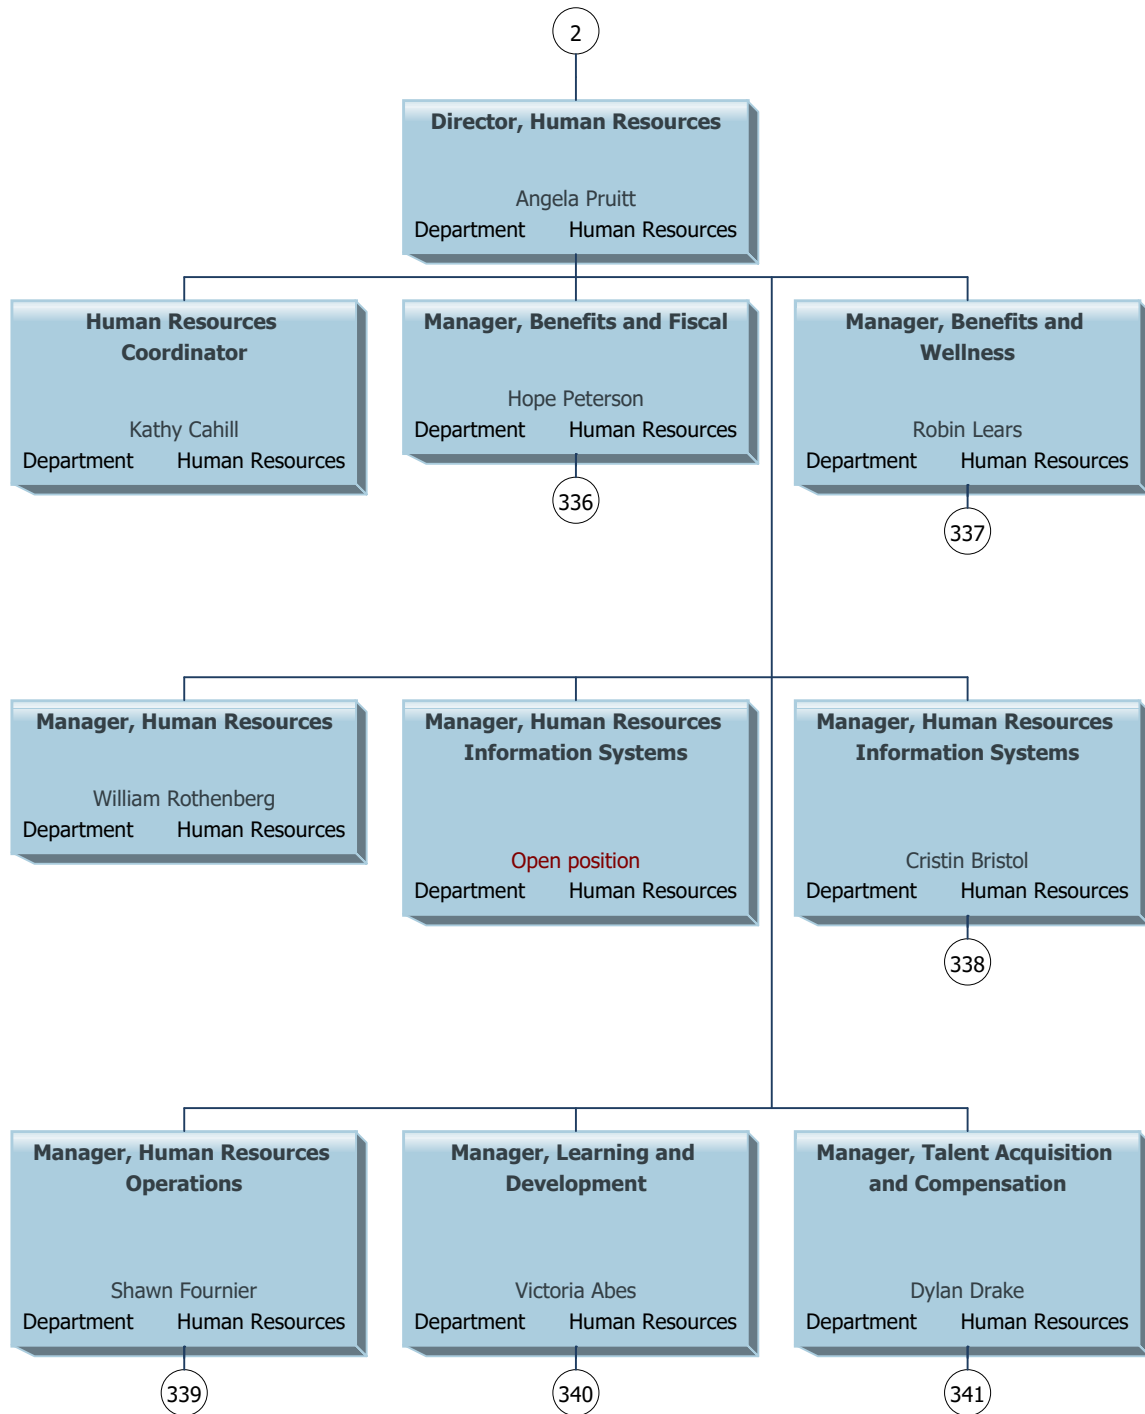 2
Director, Human Resources
Angela Pruitt
Department Human Resources
Human Resources
Coordinator
Kathy Cahill
Department Human Resources
Manager, Benefits and Fiscal
Hope Peterson
Department Human Resources
336
Manager, Benefits and
Wellness
Robin Lears
Department Human Resources
337
Manager, Human Resources
William Rothenberg
Department Human Resources
Manager, Human Resources
Information Systems
Open position
Department Human Resources
Manager, Human Resources
Information Systems
Cristin Bristol
Department Human Resources
338
Manager, Human Resources
Operations
Shawn Fournier
Department Human Resources
339
Manager, Learning and
Development
Victoria Abes
Department Human Resources
340
Manager, Talent Acquisition
and Compensation
Dylan Drake
Department Human Resources
341